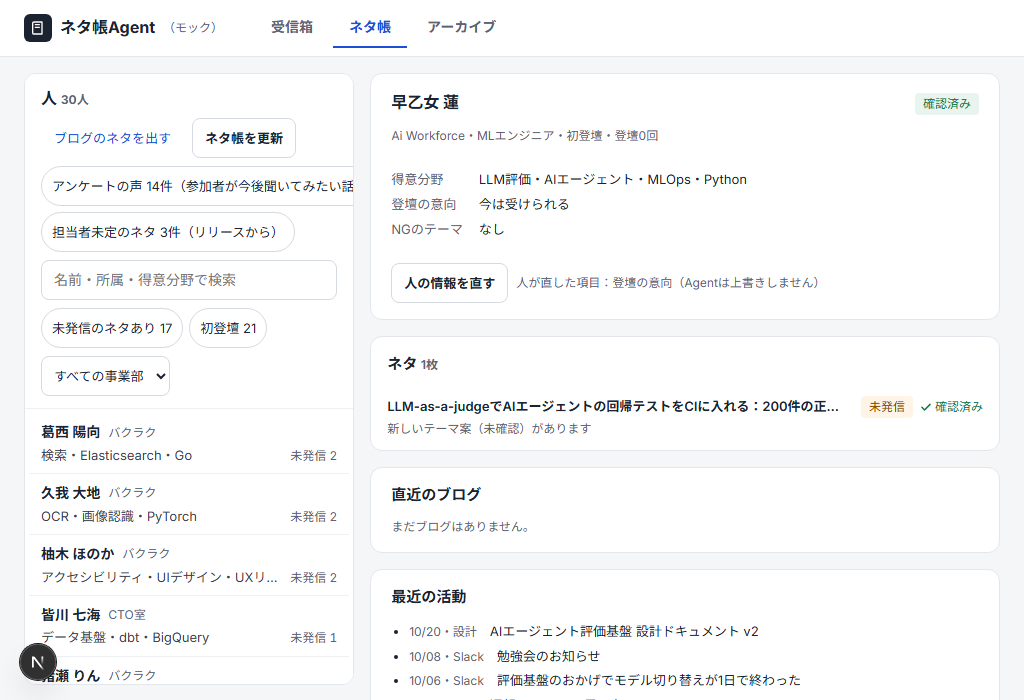 ネタ帳Agent （モック） 受信箱 ネタ帳 アーカイブ
人 30人
ブログのネタを出す ネタ帳を更新
アンケートの声 14件（参加者が今後聞いてみたい話
担当者未定のネタ 3件（リリースから）
名前・所属・得意分野で検索
未発信のネタあり 17 初登壇 21
すべての事業部
葛西 陽向 バクラク
検索・Elasticsearch・Go 未発信 2
久我 大地 バクラク
OCR・画像認識・PyTorch 未発信 2
柚木 ほのか バクラク
アクセシビリティ・UIデザイン・UXリ... 未発信 2
皆川 七海 CTO室
データ基盤・dbt・BigQuery 未発信 1
瀬 りん バクラク
N
早乙女 蓮 確認済み
Ai Workforce・MLエンジニア・初登壇・登壇0回
得意分野 LLM評価・AIエージェント・MLOps・Python
登壇の意向 今は受けられる
NGのテーマ なし
人の情報を直す 人が直した項目：登壇の意向（Agentは上書きしません）
ネタ 1枚
LLM-as-a-judgeでAIエージェントの回帰テストをCIに入れる：200件の正... 未発信 ✓ 確認済み
新しいテーマ案（未確認）があります
直近のブログ
まだブログはありません。
最近の活動
• 10/20・設計 AIエージェント評価基盤 設計ドキュメント v2
• 10/08・Slack 勉強会のお知らせ
• 10/06・Slack 評価基盤のおかげでモデル切り替えが1日で終わった